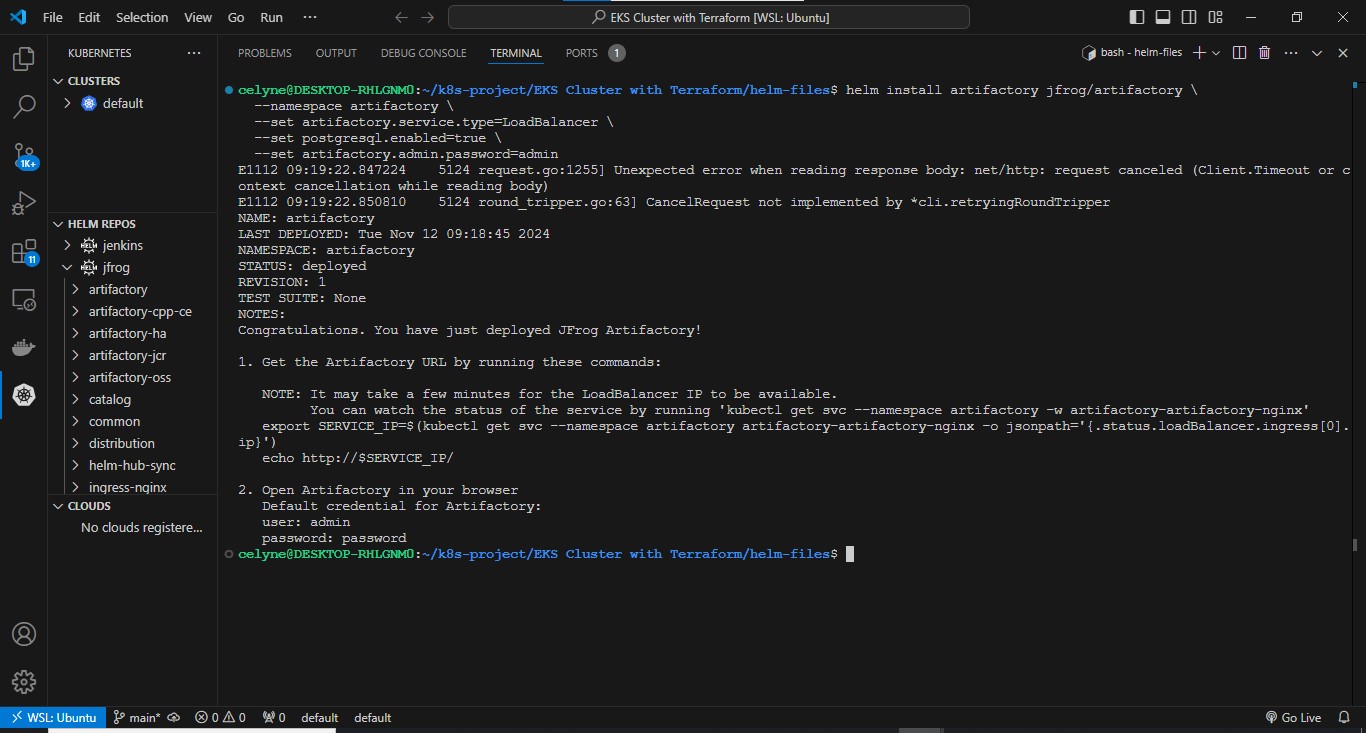 File Edit Selection View Go Run ···
EKS Cluster with Terraform [WSL: Ubuntu]
KUBERNETES ···
CLUSTERS
default
1K+
11
HELM REPOS
HELM jenkins
HELM jfrog
artifactory
artifactory-cpp-ce
artifactory-ha
artifactory-jcr
artifactory-oss
catalog
common
distribution
helm-hub-sync
ingress-nginx
CLOUDS
No clouds registere...
PROBLEMS OUTPUT DEBUG CONSOLE TERMINAL PORTS 1
bash - helm-files
celyne@DESKTOP-RHLGNM0:~/k8s-project/EKS Cluster with Terraform/helm-files$ helm install artifactory jfrog/artifactory \
--namespace artifactory \
--set artifactory.service.type=LoadBalancer \
--set postgresql.enabled=true \
--set artifactory.admin.password=admin
E1112 09:19:22.847224 5124 request.go:1255] Unexpected error when reading response body: net/http: request canceled (Client.Timeout or c
ontext cancellation while reading body)
E1112 09:19:22.850810 5124 round_tripper.go:63] CancelRequest not implemented by *cli.retryingRoundTripper
NAME: artifactory
LAST DEPLOYED: Tue Nov 12 09:18:45 2024
NAMESPACE: artifactory
STATUS: deployed
REVISION: 1
TEST SUITE: None
NOTES:
Congratulations. You have just deployed JFrog Artifactory!
1. Get the Artifactory URL by running these commands:
NOTE: It may take a few minutes for the LoadBalancer IP to be available.
You can watch the status of the service by running 'kubectl get svc --namespace artifactory -w artifactory-artifactory-nginx'
export SERVICE_IP=$(kubectl get svc --namespace artifactory artifactory-artifactory-nginx -o jsonpath='{.status.loadBalancer.ingress[0].
ip}')
echo http://$SERVICE_IP/
2. Open Artifactory in your browser
Default credential for Artifactory:
user: admin
password: password
celyne@DESKTOP-RHLGNM0:~/k8s-project/EKS Cluster with Terraform/helm-files$
WSL: Ubuntu main* 0 0 0 default default Go Live